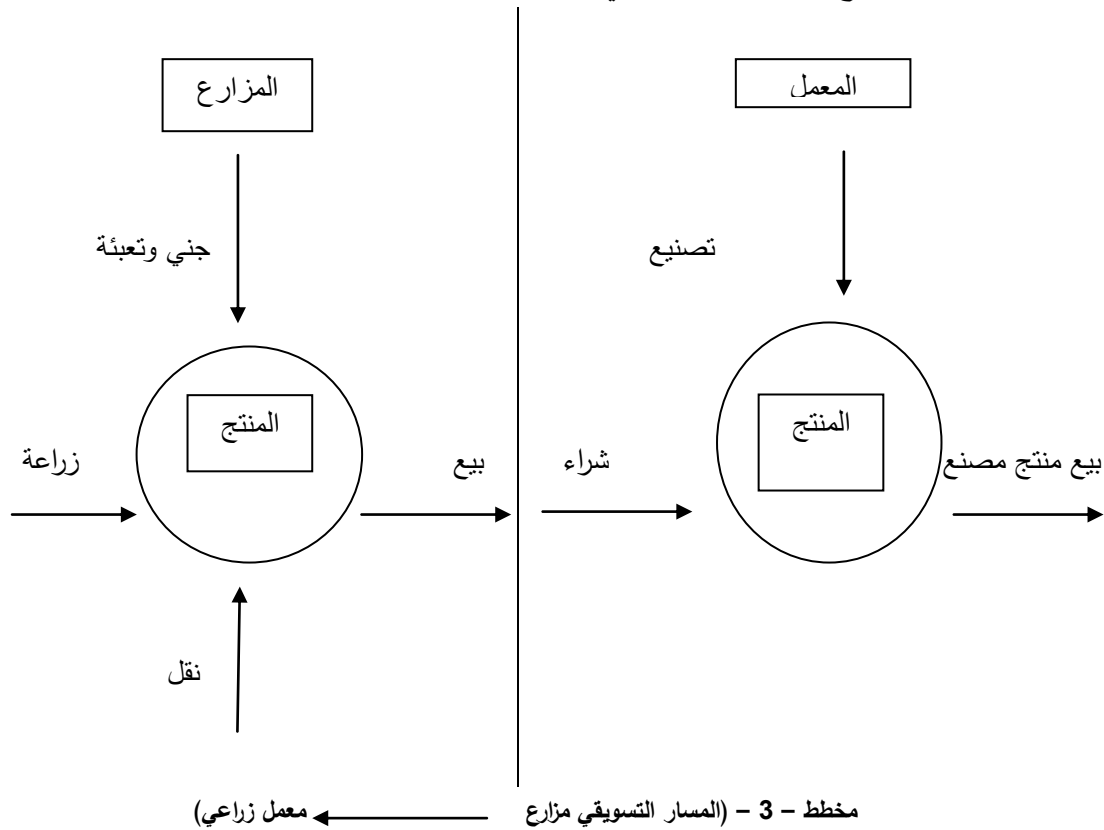 المزارع
المعمل
جني وتعبئة
تصنيع
المنتج
المنتج
زراعة
بيع
شراء
بيع منتج مصنع
نقل
مخطط – 3 – (المسار التسويقي مزارع معمل زراعي)